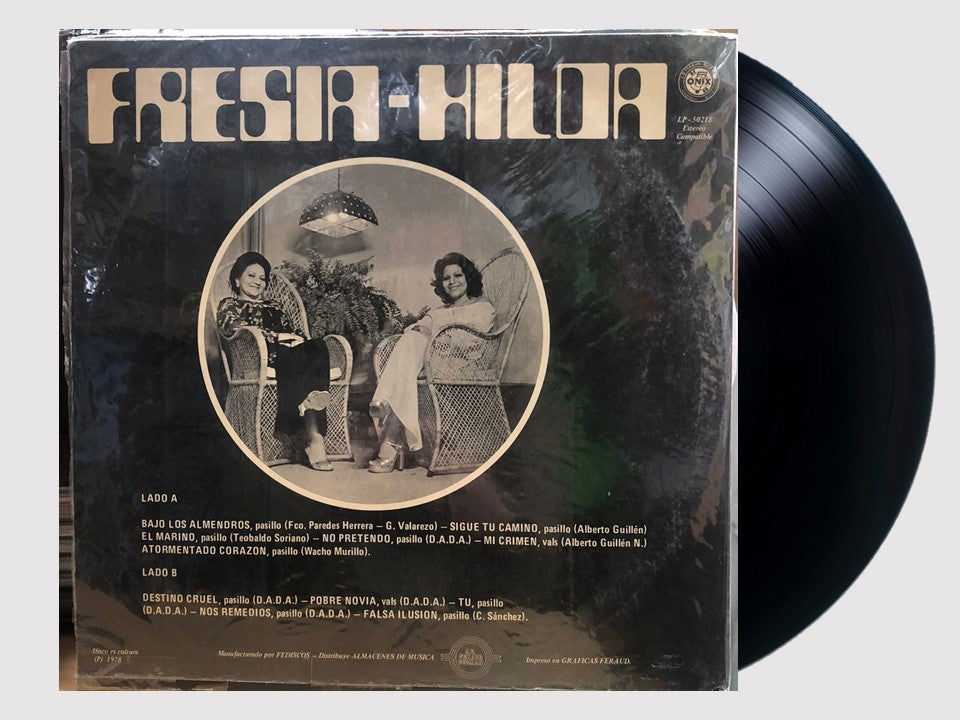 FRESIA - HILDA
ONIX
LP - 50218
Estereo
Compatible
LADO A
BAJO LOS ALMENDROS, pasillo (Fco. Paredes Herrera – G. Valarezo) – SIGUE TU CAMINO, pasillo (Alberto Guillén)
EL MARINO, pasillo (Teobaldo Soriano) – NO PRETENDO, pasillo (D.A.D.A.) – MI CRIMEN, vals (Alberto Guillén N.)
ATORMENTADO CORAZON, pasillo (Wacho Murillo).
LADO B
DESTINO CRUEL, pasillo (D.A.D.A.) – POBRE NOVIA, vals (D.A.D.A.) – TU, pasillo
(D.A.D.A.) – NOS REMEDIOS, pasillo (D.A.D.A.) – FALSA ILUSION, pasillo (C. Sánchez).
Disco es cultura
(P) 1978
Manufacturado por FEDISCOS – Distribuye ALMACENES DE MUSICA
J.D. FERAUD GUZMAN
Impreso en GRAFICAS FERAUD.